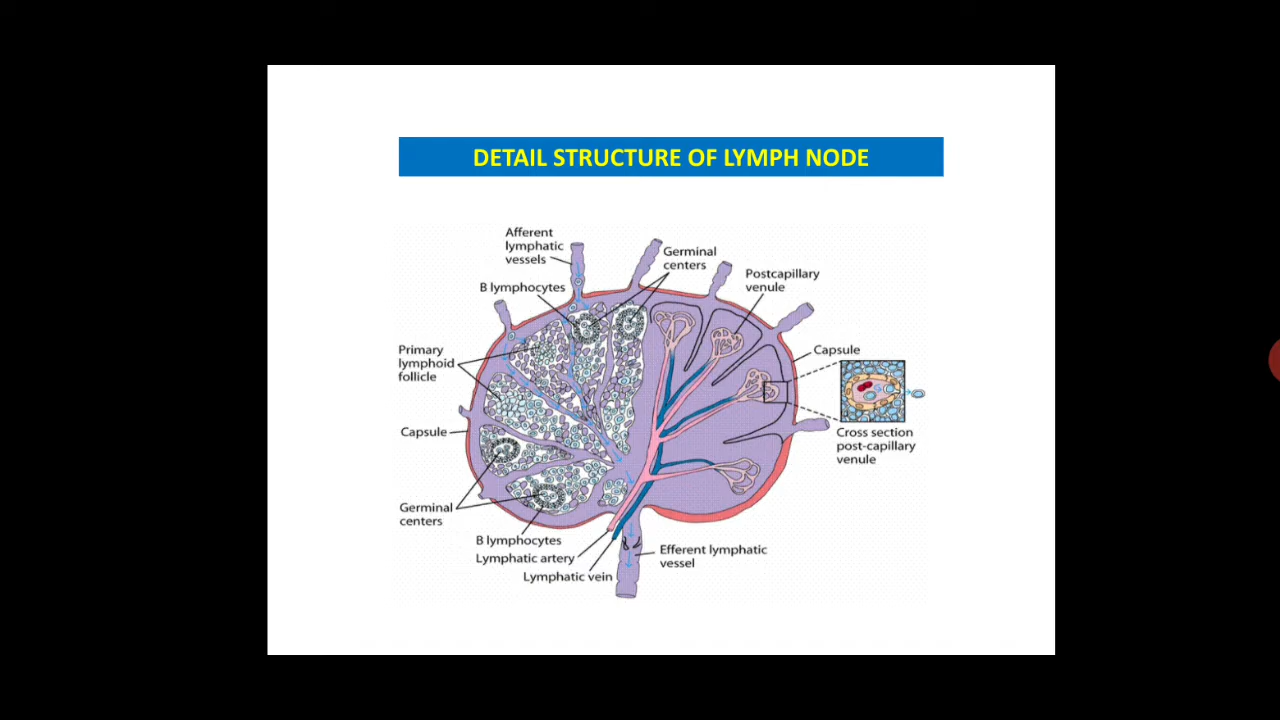 DETAIL STRUCTURE OF LYMPH NODE
Afferent
lymphatic
vessels
Germinal
centers
Postcapillary
venule
B lymphocytes
Primary
lymphoid
follicle
Capsule
Capsule
Cross section
post-capillary
venule
Germinal
centers
B lymphocytes
Lymphatic artery
Lymphatic vein
Efferent lymphatic
vessel